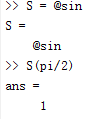 >> S = @sin
S =
@sin
>> S(pi/2)
ans =
1